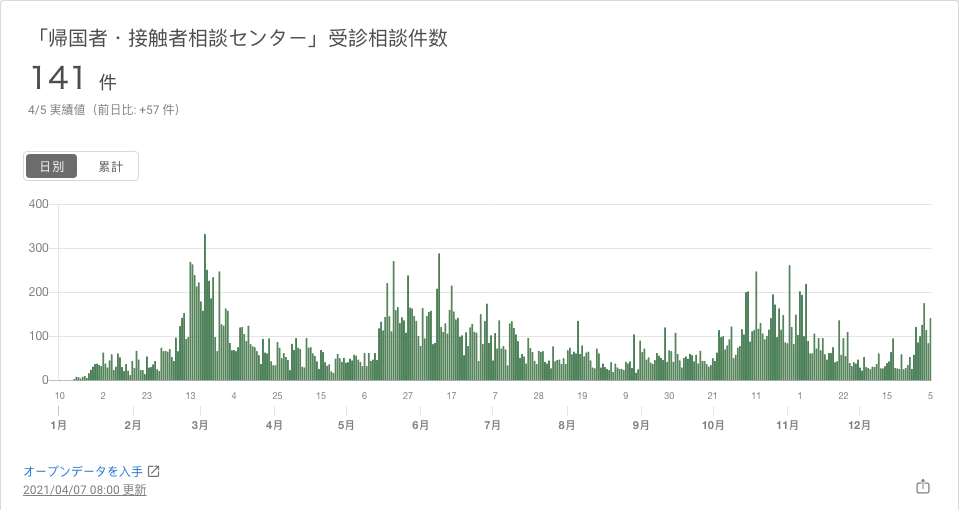 「帰国者・接触者相談センター」受診相談件数
141 件
4/5 実績値（前日比: +57 件）
日別 累計
400
300
200
100
0
10 2 23 13 4 25 15 6 27 17 7 28 19 9 30 21 11 1 22 15 5
1月 2月 3月 4月 5月 6月 7月 8月 9月 10月 11月 12月
オープンデータを入手
2021/04/07 08:00 更新